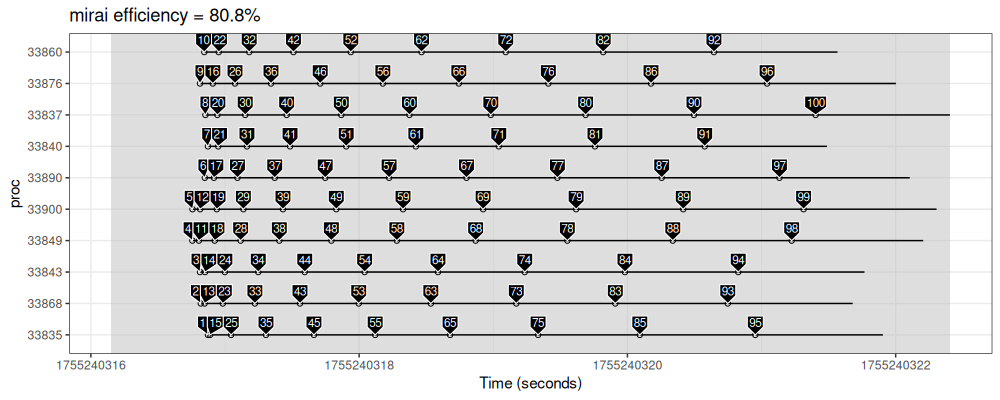 mirai efficiency = 80.8%
proc
33860 10 22 32 42 52 62 72 82 92
33876 9 16 26 36 46 56 66 76 86 96
33837 8 20 30 40 50 60 70 80 90 100
33840 7 21 31 41 51 61 71 81 91
33890 6 17 27 37 47 57 67 77 87 97
33900 5 12 19 29 39 49 59 69 79 89 99
33849 4 11 18 28 38 48 58 68 78 88 98
33843 3 14 24 34 44 54 64 74 84 94
33868 2 13 23 33 43 53 63 73 83 93
33835 1 15 25 35 45 55 65 75 85 95
1755240316 1755240318 1755240320 1755240322
Time (seconds)